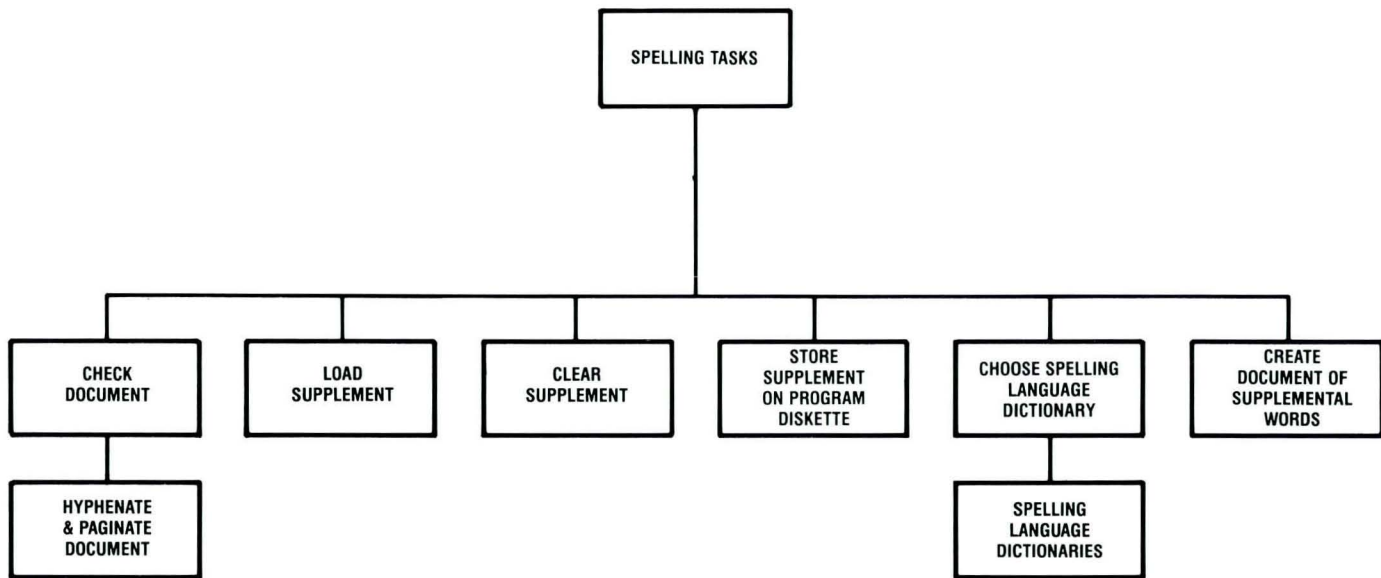 SPELLING TASKS
CHECK
DOCUMENT
LOAD
SUPPLEMENT
CLEAR
SUPPLEMENT
STORE
SUPPLEMENT
ON PROGRAM
DISKETTE
CHOOSE SPELLING
LANGUAGE
DICTIONARY
CREATE
DOCUMENT OF
SUPPLEMENTAL
WORDS
HYPHENATE
& PAGINATE
DOCUMENT
SPELLING
LANGUAGE
DICTIONARIES